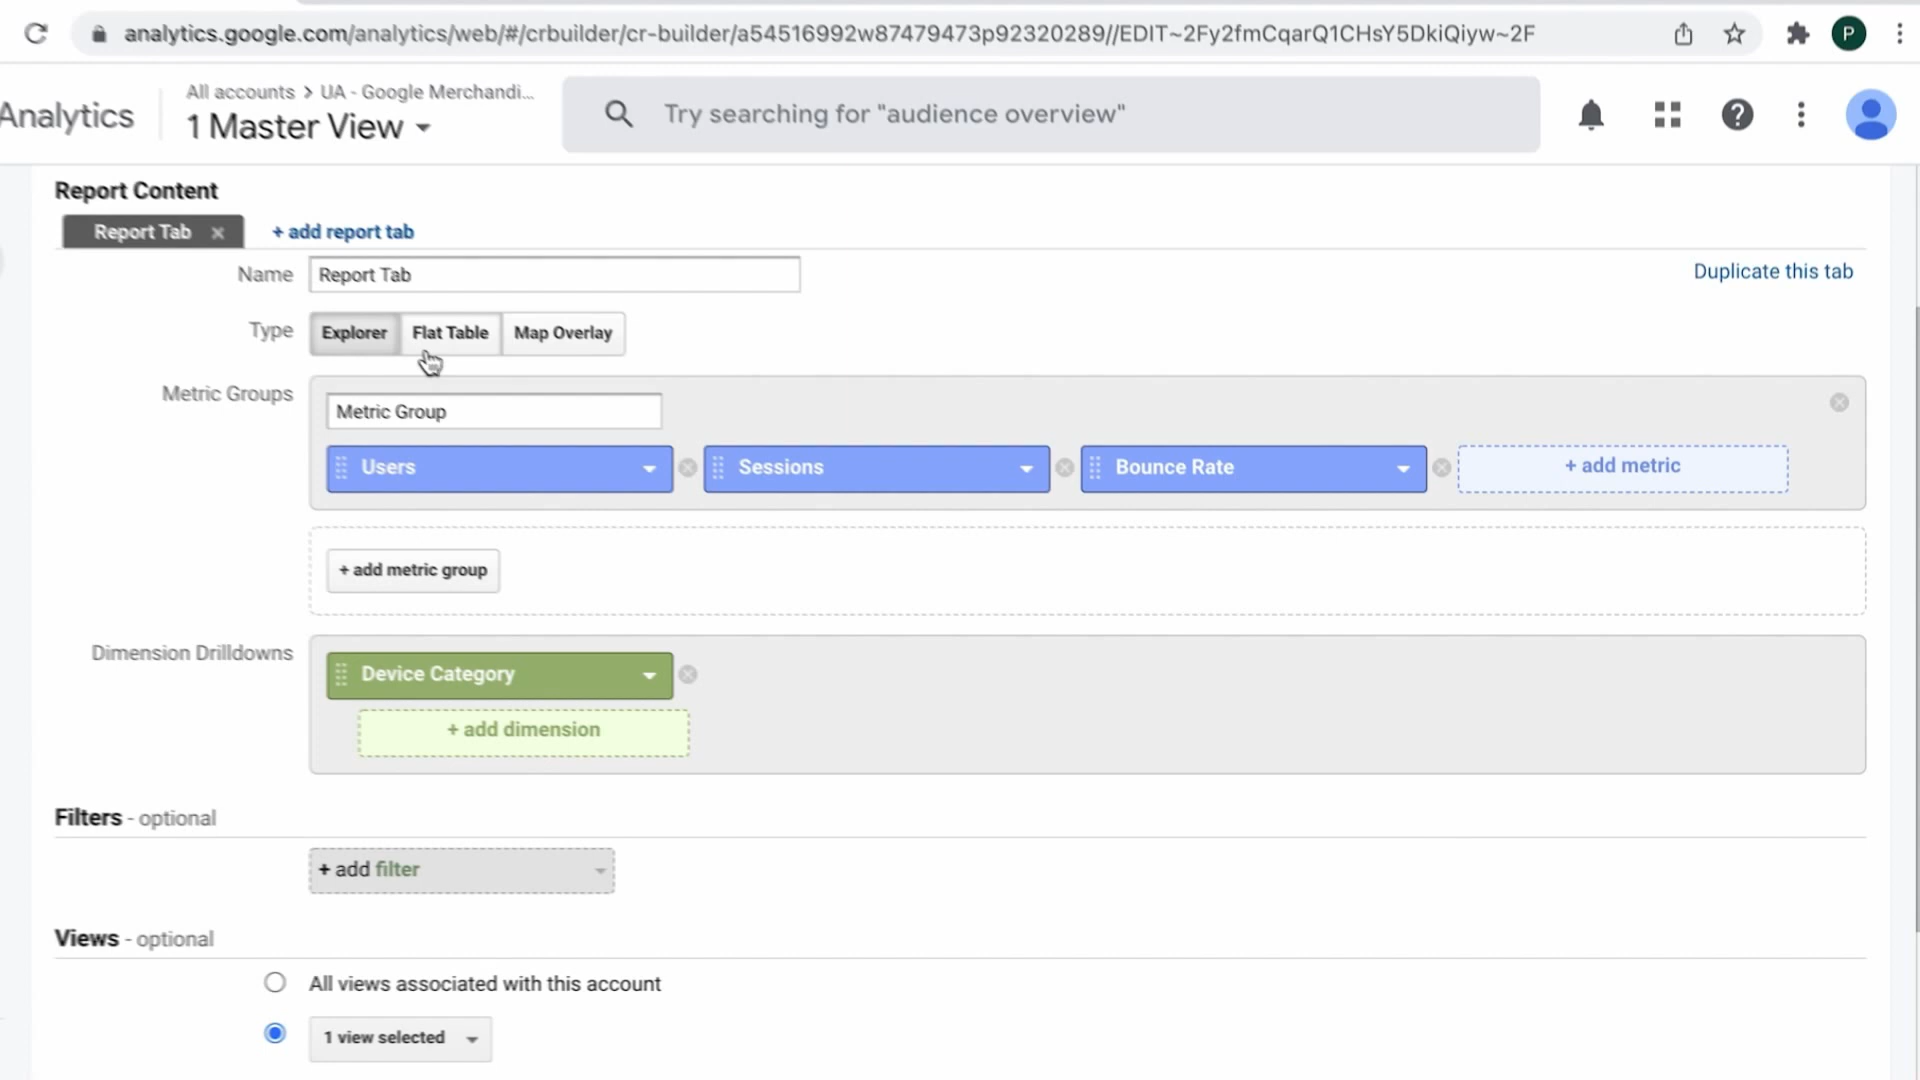 analytics.google.com/analytics/web/#/crbuilder/cr-builder/a54516992w87479473p92320289//EDIT~2Fy2fmCqarQ1CHsY5DkiQiyw~2F
P
Analytics
All accounts > UA - Google Merchandi...
1 Master View
Try searching for "audience overview"
Report Content
Report Tab
+ add report tab
Name
Report Tab
Duplicate this tab
Type
Explorer
Flat Table
Map Overlay
Metric Groups
Metric Group
Users
Sessions
Bounce Rate
+ add metric
+ add metric group
Dimension Drilldowns
Device Category
+ add dimension
Filters - optional
+ add filter
Views - optional
All views associated with this account
1 view selected